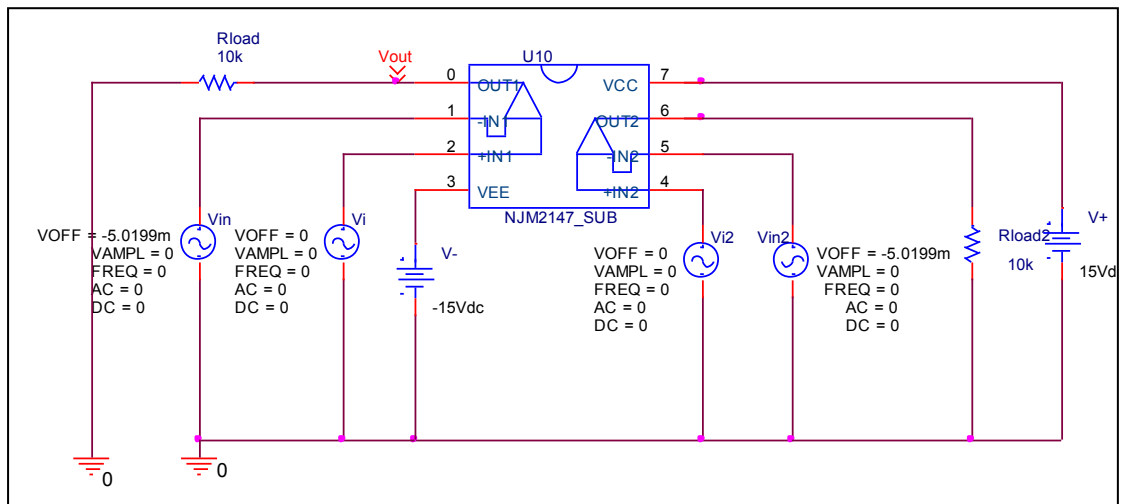 Rload
10k
Vout
U10
0
OUT1
VCC
7
1
-IN1
OUT2
6
2
+IN1
-IN2
5
3
VEE
+IN2
4
NJM2147_SUB
Vin
VOFF = -5.0199m
VAMPL = 0
FREQ = 0
AC = 0
DC = 0
Vi
VOFF = 0
VAMPL = 0
FREQ = 0
AC = 0
DC = 0
V-
-15Vdc
Vi2
VOFF = 0
VAMPL = 0
FREQ = 0
AC = 0
DC = 0
Vin2
VOFF = -5.0199m
VAMPL = 0
FREQ = 0
AC = 0
DC = 0
Rload2
10k
V+
15Vd
0
0